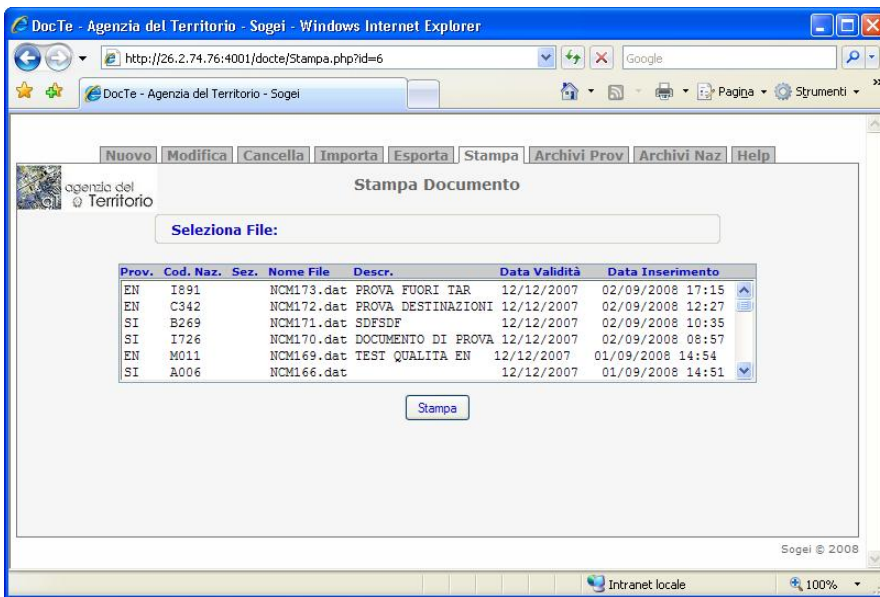 DocTe - Agenzia del Territorio - Sogei - Windows Internet Explorer
http://26.2.74.76:4001/docte/Stampa.php?id=6 Google
DocTe - Agenzia del Territorio - Sogei Pagina Strumenti »
Nuovo Modifica Cancella Importa Esporta Stampa Archivi Prov Archivi Naz Help
agenzia del
Territorio
Stampa Documento
Seleziona File:
Prov. Cod. Naz. Sez. Nome File Descr. Data Validità Data Inserimento
EN I891 NCM173.dat PROVA FUORI TAR 12/12/2007 02/09/2008 17:15
EN C342 NCM172.dat PROVA DESTINAZIONI 12/12/2007 02/09/2008 12:27
SI B269 NCM171.dat SDFSDF 12/12/2007 02/09/2008 10:35
SI I726 NCM170.dat DOCUMENTO DI PROVA 12/12/2007 02/09/2008 08:57
EN M011 NCM169.dat TEST QUALITA EN 12/12/2007 01/09/2008 14:54
SI A006 NCM166.dat 12/12/2007 01/09/2008 14:51
Stampa
Sogei © 2008
Intranet locale 100%